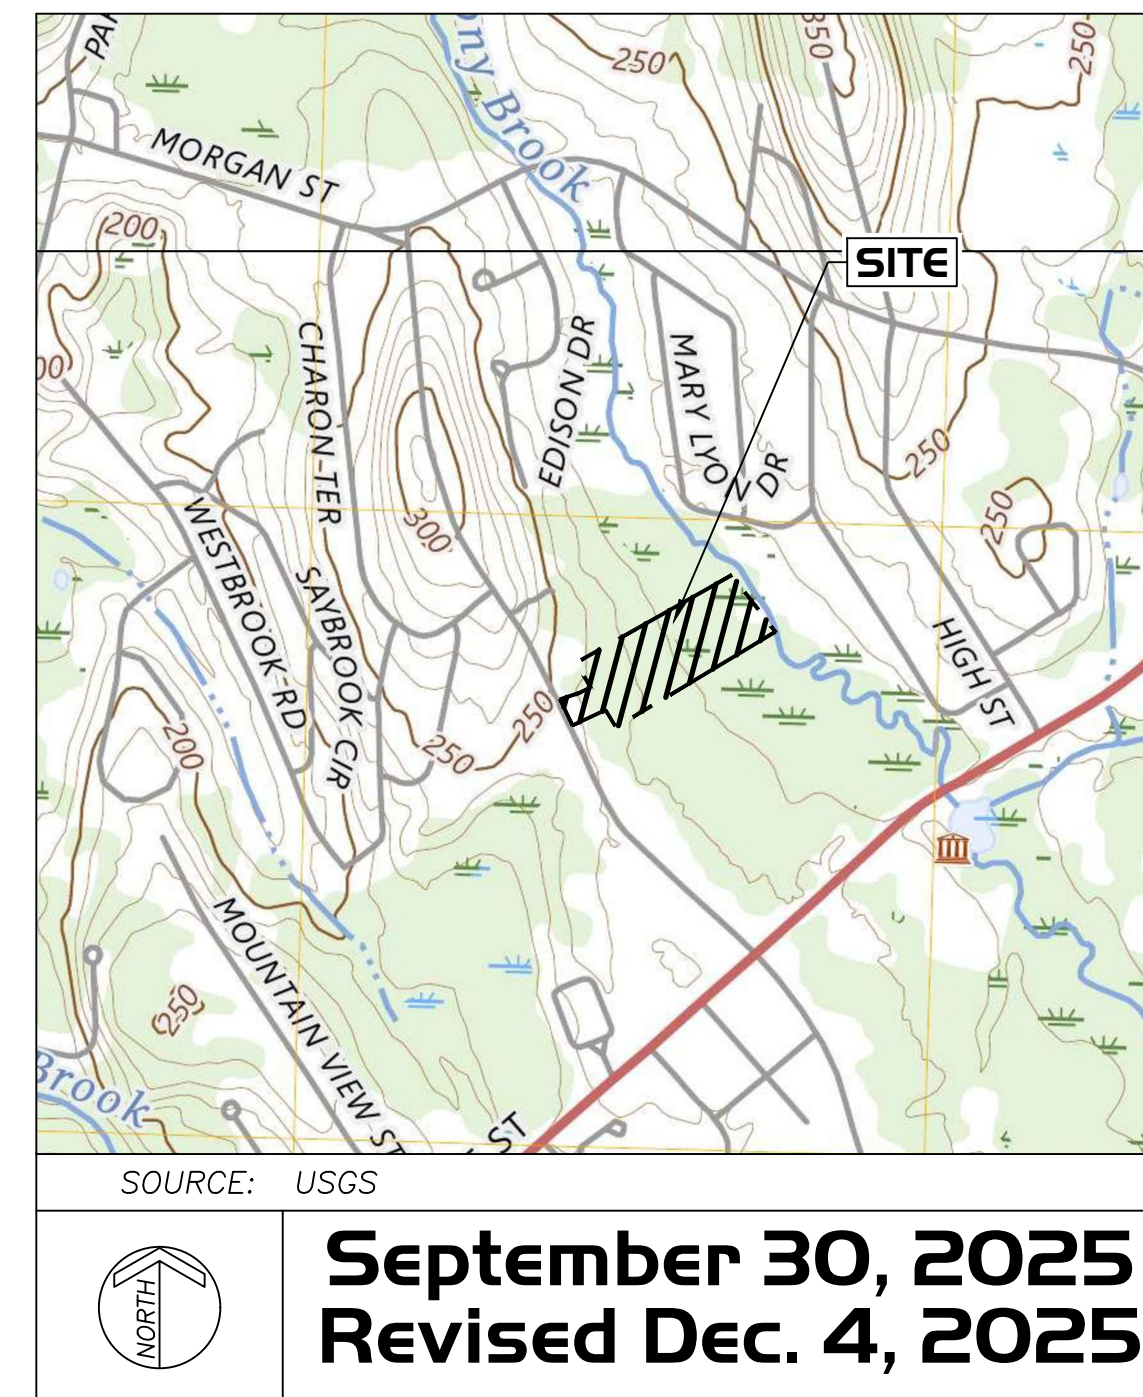 250
350
250
Brook
MORGAN ST
200
SITE
CHARON TER
EDISON DR
MARY LYON
DR
250
300
250
WESTBROOK RD
SAYBROOK CIR
HIGH ST
250
250
200
MOUNTAIN VIEW ST
250
Brook
ST
SOURCE: USGS
NORTH
September 30, 2025
Revised Dec. 4, 2025